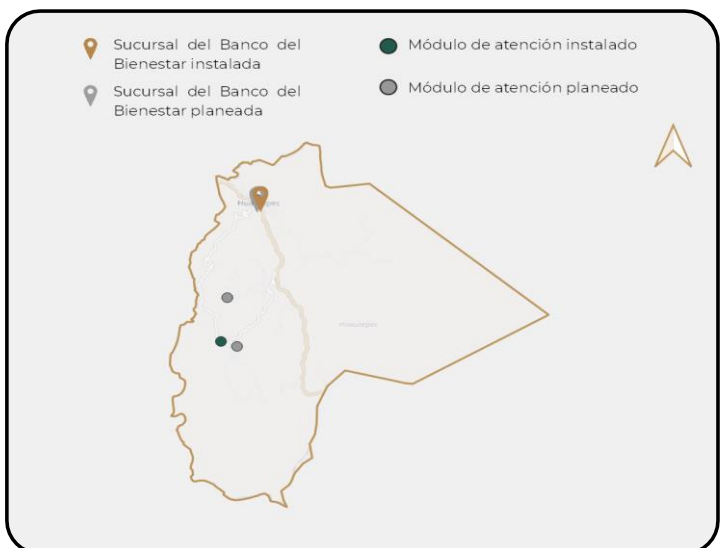 Sucursal del Banco del
Bienestar instalada
Sucursal del Banco del
Bienestar planeada
Módulo de atención instalado
Módulo de atención planeado